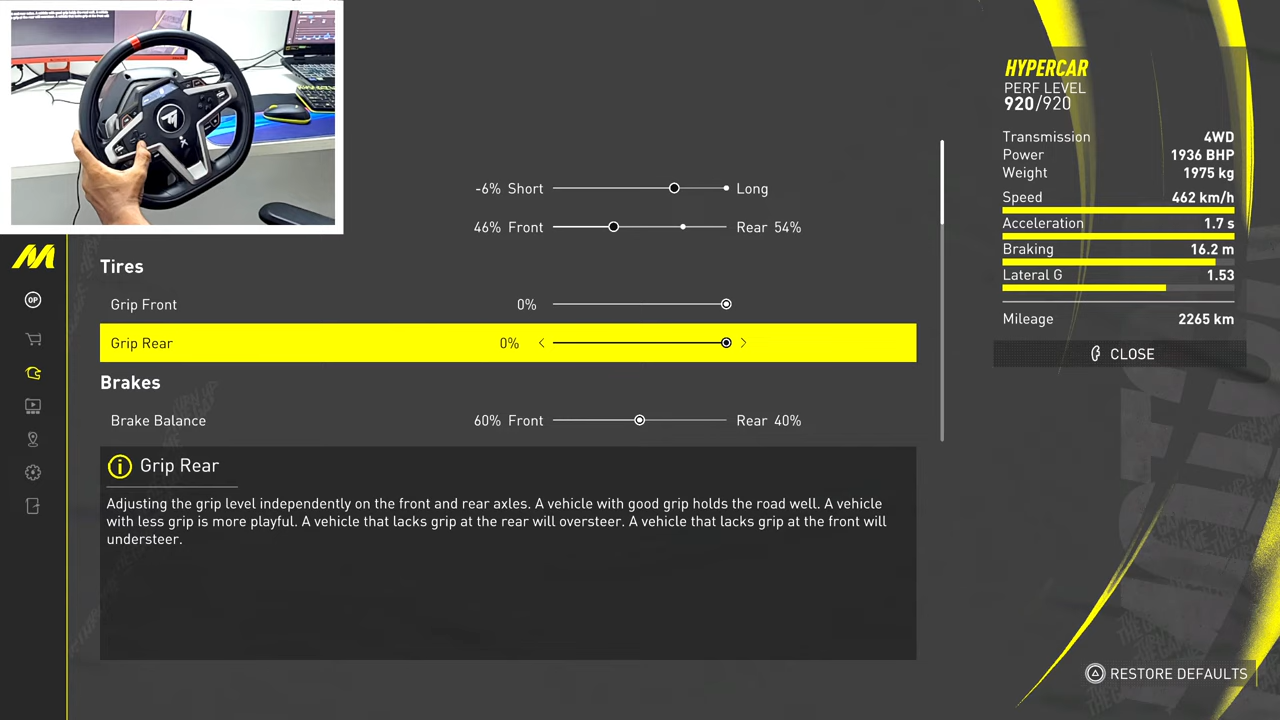 -6% Short Long
46% Front Rear 54%
Tires
Grip Front 0%
Grip Rear 0%
Brakes
Brake Balance 60% Front Rear 40%
Grip Rear
Adjusting the grip level independently on the front and rear axles. A vehicle with good grip holds the road well. A vehicle
with less grip is more playful. A vehicle that lacks grip at the rear will oversteer. A vehicle that lacks grip at the front will
understeer.
HYPERCAR
PERF LEVEL
920/920
Transmission 4WD
Power 1936 BHP
Weight 1975 kg
Speed 462 km/h
Acceleration 1.7 s
Braking 16.2 m
Lateral G 1.53
Mileage 2265 km
CLOSE
RESTORE DEFAULTS
OP